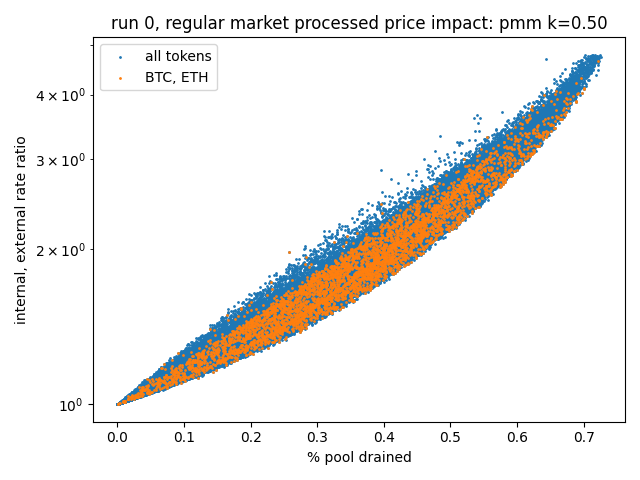 run 0, regular market processed price impact: pmm k=0.50
all tokens
BTC, ETH
internal, external rate ratio
4 × 10⁰
3 × 10⁰
2 × 10⁰
10⁰
0.0 0.1 0.2 0.3 0.4 0.5 0.6 0.7
% pool drained